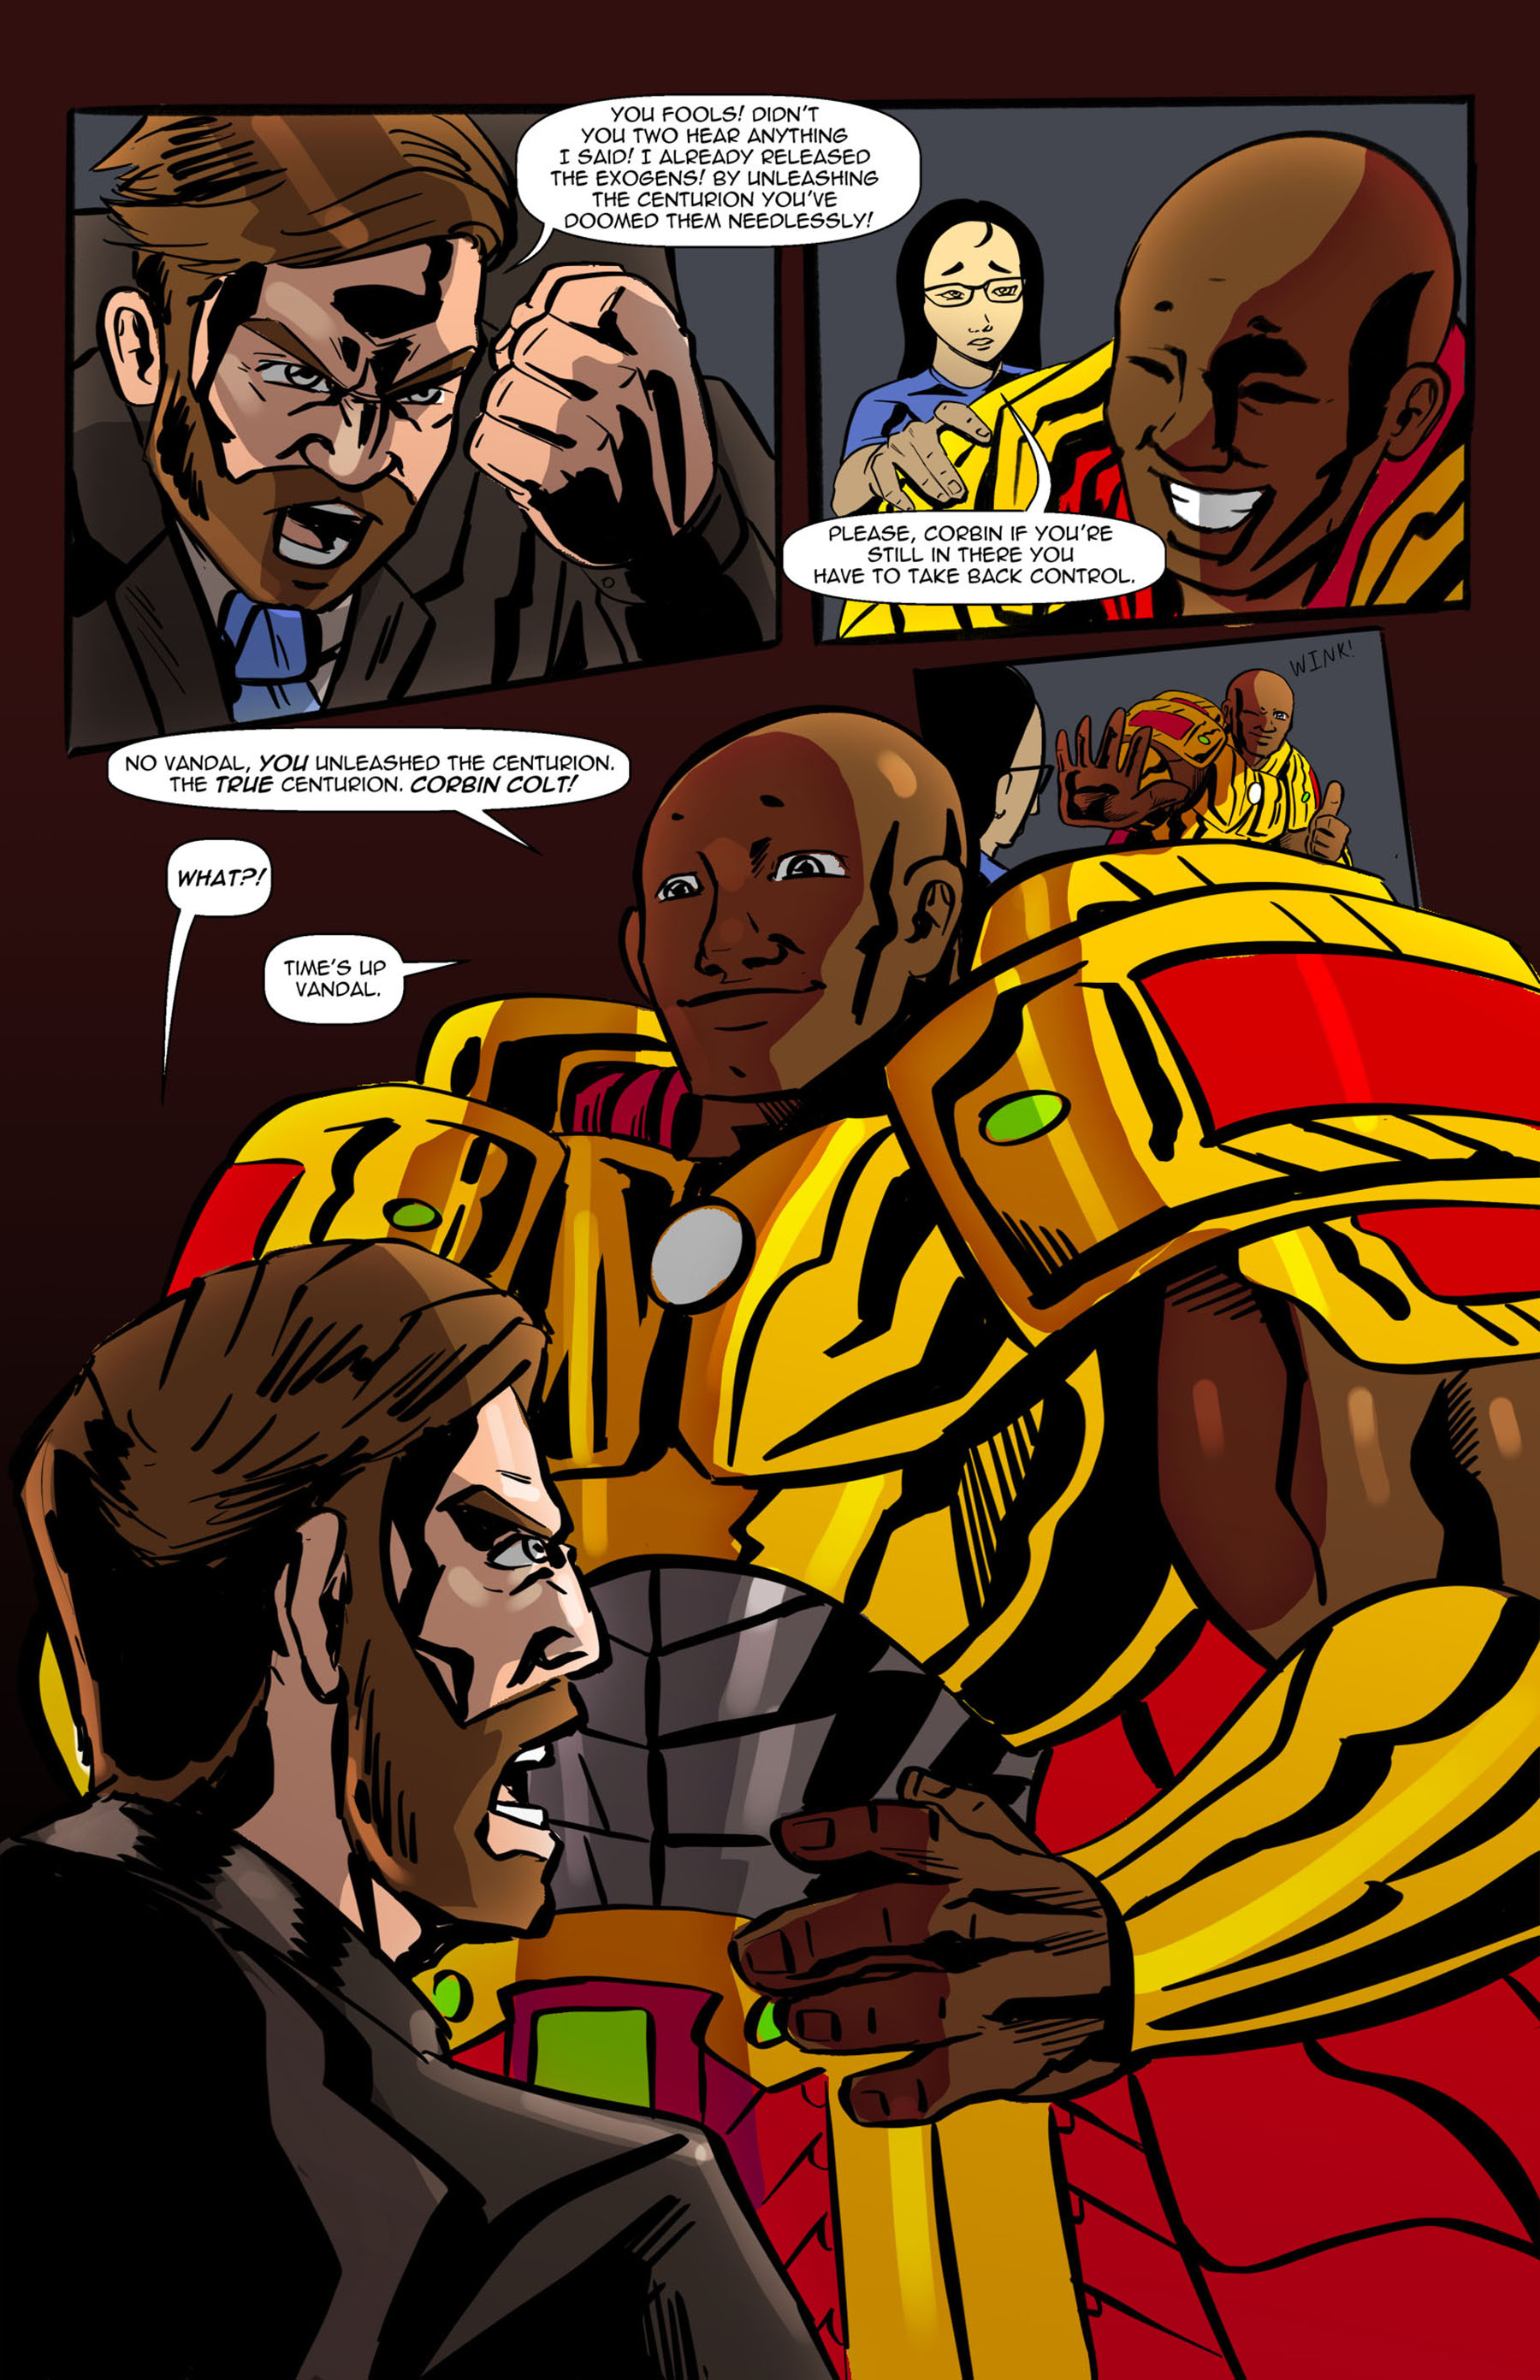 YOU FOOLS! DIDN'T
YOU TWO HEAR ANYTHING
I SAID! I ALREADY RELEASED
THE EXOGENS! BY UNLEASHING
THE CENTURION YOU'VE
DOOMED THEM NEEDLESSLY!
PLEASE, CORBIN IF YOU'RE
STILL IN THERE YOU
HAVE TO TAKE BACK CONTROL.
WINK!
NO VANDAL, YOU UNLEASHED THE CENTURION.
THE TRUE CENTURION. CORBIN COLT!
WHAT?!
TIME'S UP
VANDAL.